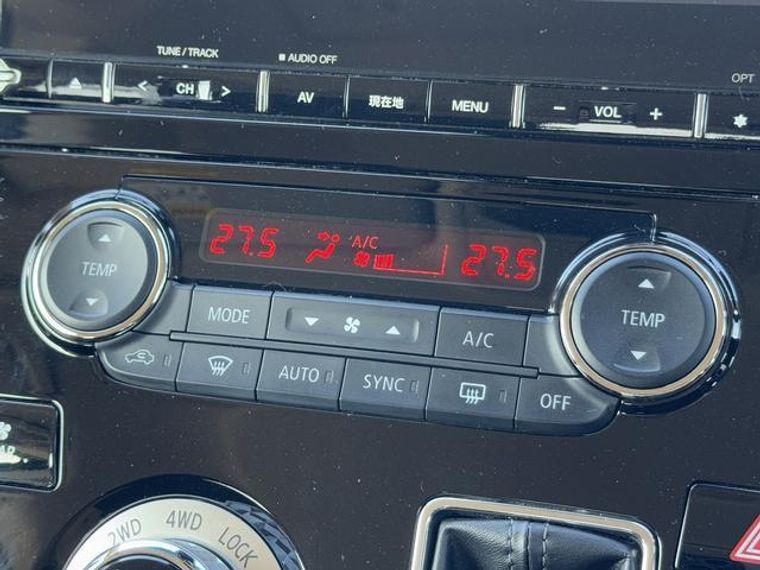 TUNE / TRACK
AUDIO OFF
OPT
CH
AV
現在地
MENU
VOL
27.5
A/C
27.5
TEMP
TEMP
MODE
A/C
AUTO
SYNC
OFF
2WD
4WD
LOCK